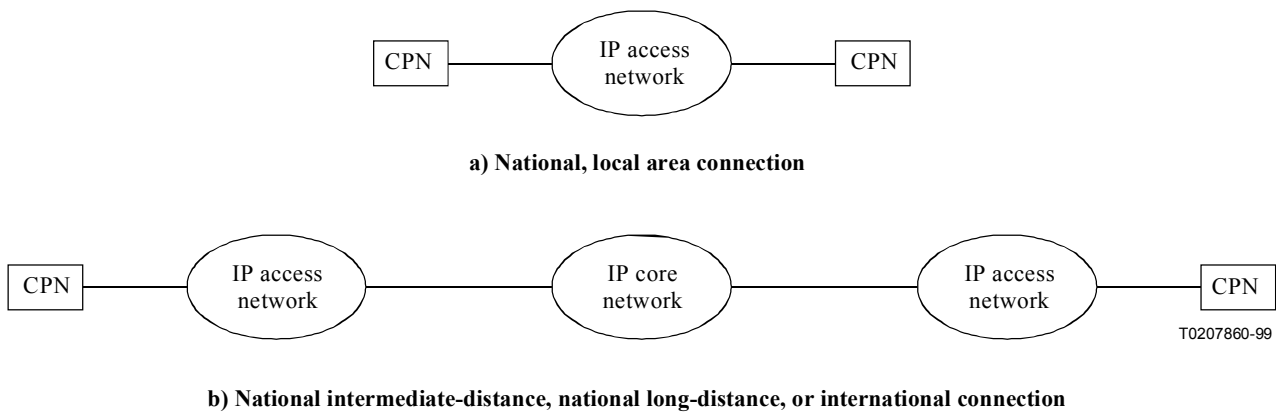 CPN
IP access
network
CPN
a) National, local area connection
CPN
IP access
network
IP core
network
IP access
network
CPN
T0207860-99
b) National intermediate-distance, national long-distance, or international connection